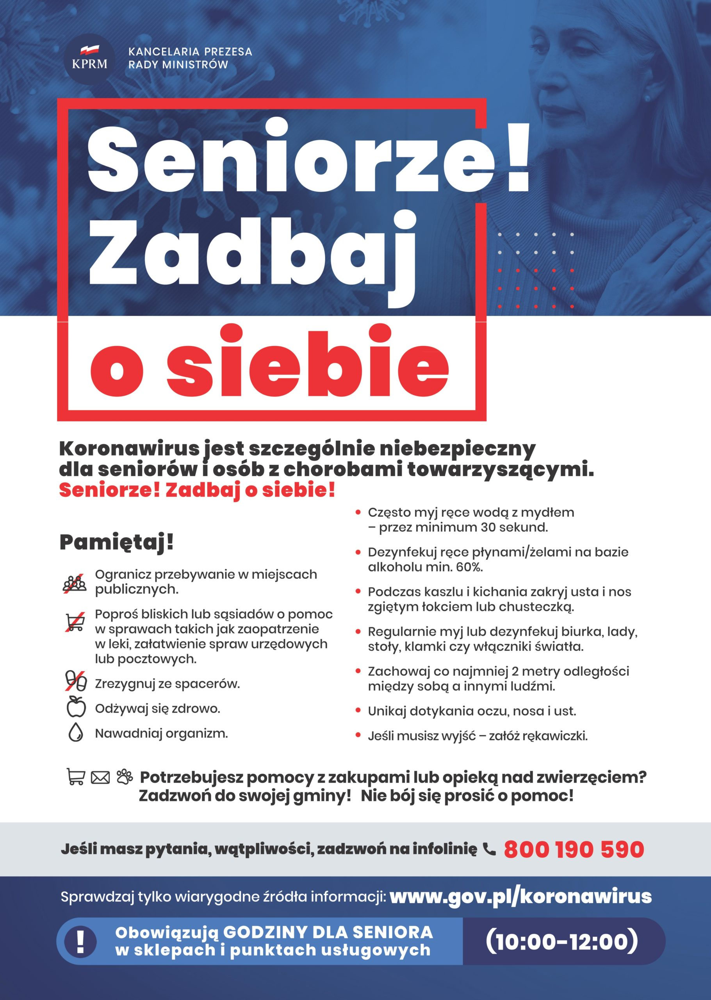 KPRM
KANCELARIA PREZESA
RADY MINISTRÓW
Seniorze!
Zadbaj
o siebie
Koronawirus jest szczególnie niebezpieczny
dla seniorów i osób z chorobami towarzyszącymi.
Seniorze! Zadbaj o siebie!
Pamiętaj!
Ogranicz przebywanie w miejscach
publicznych.
Poproś bliskich lub sąsiadów o pomoc
w sprawach takich jak zaopatrzenie
w leki, załatwienie spraw urzędowych
lub pocztowych.
Zrezygnuj ze spacerów.
Odżywaj się zdrowo.
Nawadniaj organizm.
• Często myj ręce wodą z mydłem
– przez minimum 30 sekund.
• Dezynfekuj ręce płynami/żelami na bazie
alkoholu min. 60%.
• Podczas kaszlu i kichania zakryj usta i nos
zgiętym łokciem lub chusteczką.
• Regularnie myj lub dezynfekuj biurka, lady,
stoły, klamki czy włączniki światła.
• Zachowaj co najmniej 2 metry odległości
między sobą a innymi ludźmi.
• Unikaj dotykania oczu, nosa i ust.
• Jeśli musisz wyjść – załóż rękawiczki.
Potrzebujesz pomocy z zakupami lub opieką nad zwierzęciem?
Zadzwoń do swojej gminy! Nie bój się prosić o pomoc!
Jeśli masz pytania, wątpliwości, zadzwoń na infolinię 800 190 590
Sprawdzaj tylko wiarygodne źródła informacji: www.gov.pl/koronawirus
! Obowiązują GODZINY DLA SENIORA
w sklepach i punktach usługowych
(10:00-12:00)